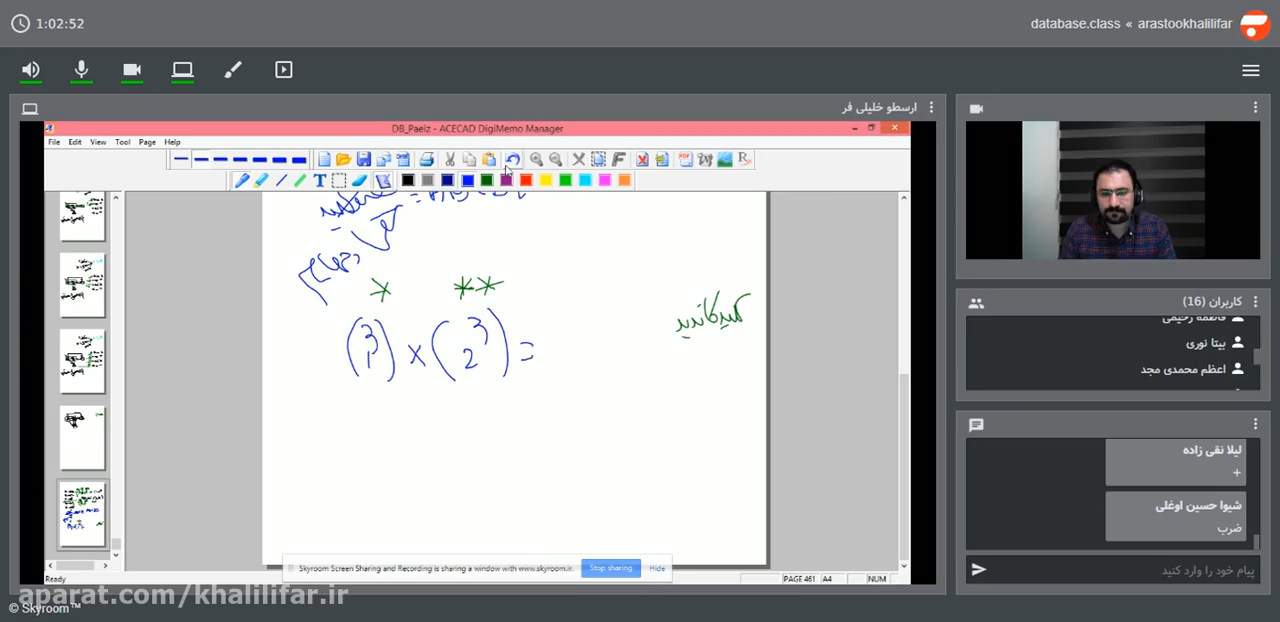 1:02:52
database.class « arastookhalilifar
ارسطو خلیلی فر
DB_Paeiz - ACECAD DigiMemo Manager
File Edit View Tool Page Help
* **
(3 1) × (3 2) =
کلید کاندید
Skyroom Screen Sharing and Recording is sharing a window with www.skyroom.ir.
Stop sharing
Hide
Ready
PAGE 461 A4 NUM
کاربران (16)
فاطمه رحیمی
بیتا نوری
اعظم محمدی مجد
لیلا نقی زاده
+
شیوا حسین اوغلی
ضرب
پیام خود را وارد کنید
aparat.com/khalilifar.ir
© Skyroom™